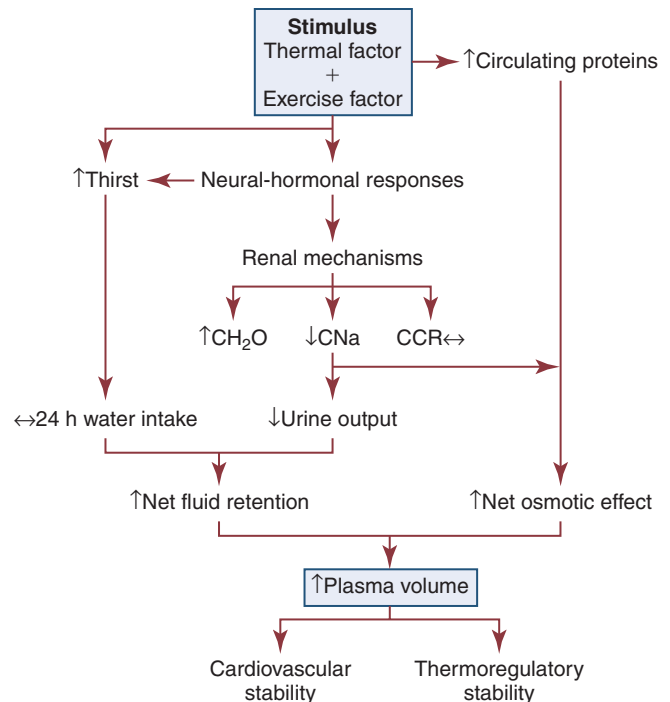 Stimulus
Thermal factor
+
Exercise factor
↑Circulating proteins
↑Thirst
Neural-hormonal responses
Renal mechanisms
↑CH₂O
↓CNa
CCR↔
↔24 h water intake
↓Urine output
↑Net fluid retention
↑Net osmotic effect
↑Plasma volume
Cardiovascular
stability
Thermoregulatory
stability